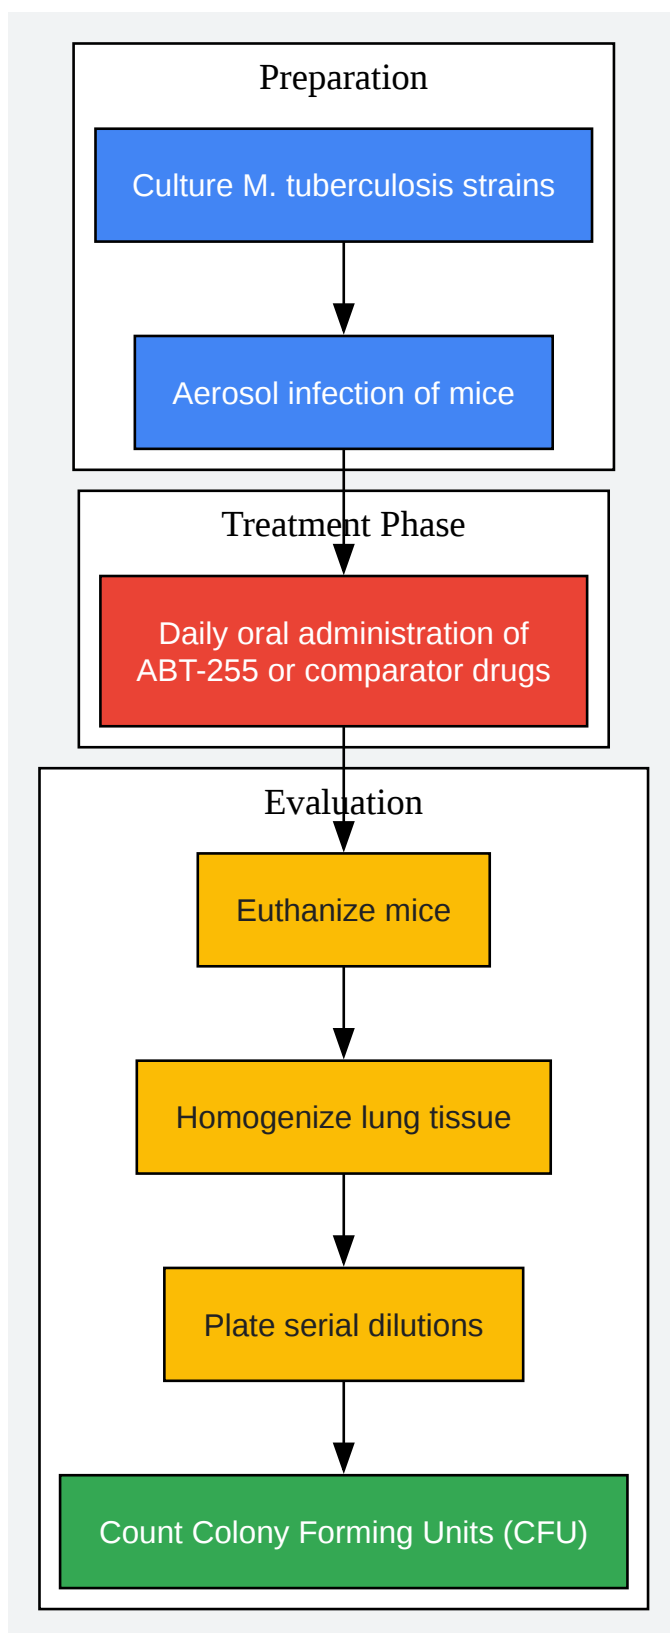 Preparation
Culture M. tuberculosis strains
Aerosol infection of mice
Treatment Phase
Daily oral administration of
ABT-255 or comparator drugs
Evaluation
Euthanize mice
Homogenize lung tissue
Plate serial dilutions
Count Colony Forming Units (CFU)